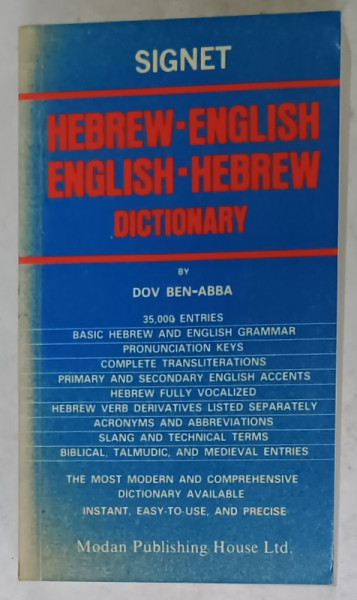 SIGNET
HEBREW-ENGLISH
ENGLISH-HEBREW
DICTIONARY
BY
DOV BEN-ABBA
35,000 ENTRIES
BASIC HEBREW AND ENGLISH GRAMMAR
PRONUNCIATION KEYS
COMPLETE TRANSLITERATIONS
PRIMARY AND SECONDARY ENGLISH ACCENTS
HEBREW FULLY VOCALIZED
HEBREW VERB DERIVATIVES LISTED SEPARATELY
ACRONYMS AND ABBREVIATIONS
SLANG AND TECHNICAL TERMS
BIBLICAL, TALMUDIC, AND MEDIEVAL ENTRIES
THE MOST MODERN AND COMPREHENSIVE
DICTIONARY AVAILABLE
INSTANT, EASY-TO-USE, AND PRECISE
Modan Publishing House Ltd.